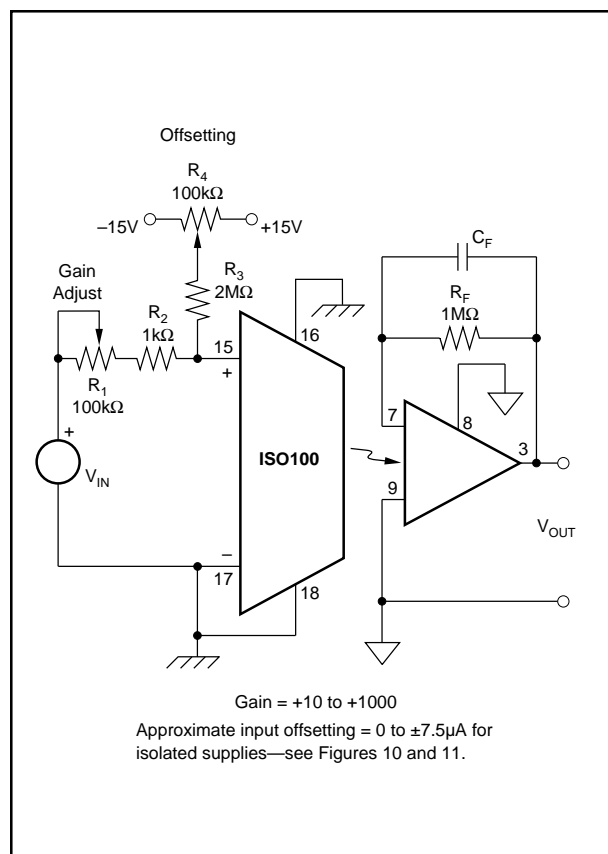 Offsetting
R4
100kΩ
–15V
+15V
Gain
Adjust
R3
2MΩ
R2
1kΩ
R1
100kΩ
+
VIN
15
+
16
ISO100
–
17
18
CF
RF
1MΩ
7
8
3
9
VOUT
Gain = +10 to +1000
Approximate input offsetting = 0 to ±7.5µA for
isolated supplies—see Figures 10 and 11.